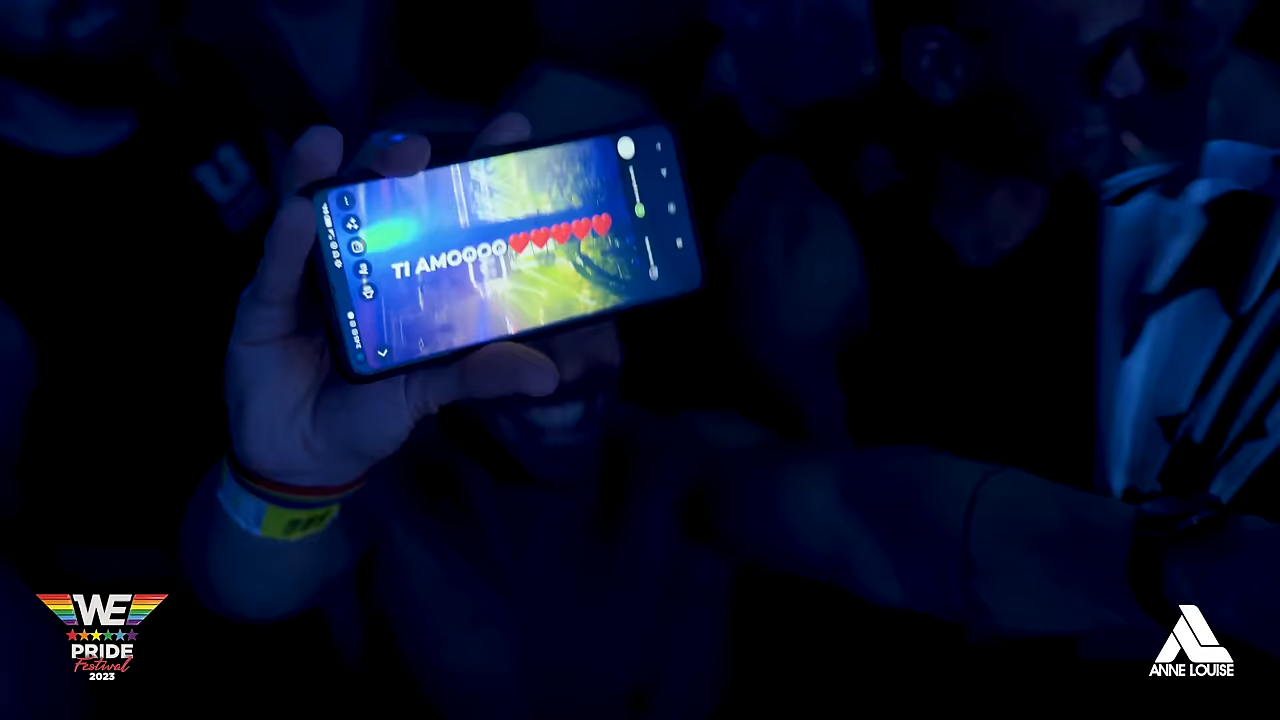 TI AMOOOO❤️❤️❤️❤️❤️
WE
PRIDE
Festival
2023
ANNE LOUISE